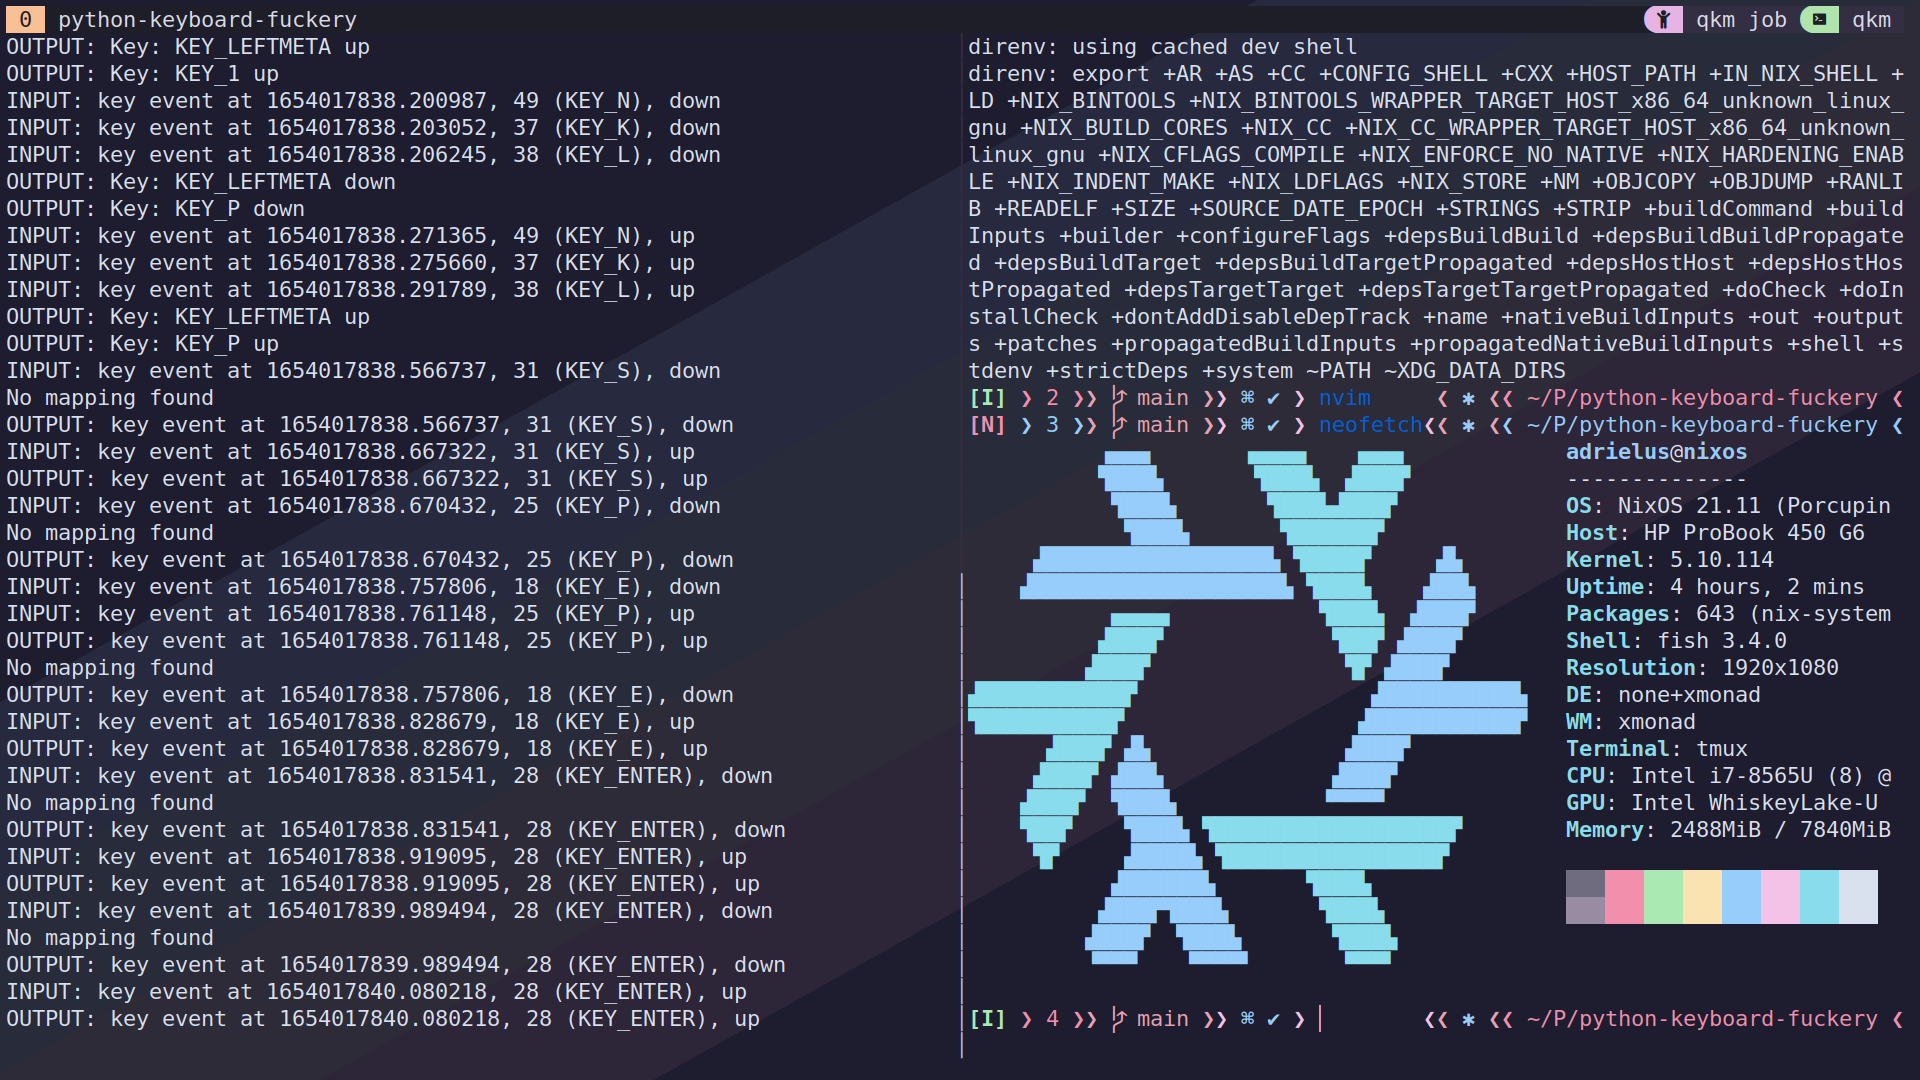 0 python-keyboard-fuckery
qkm job qkm
OUTPUT: Key: KEY_LEFTMETA up
OUTPUT: Key: KEY_1 up
INPUT: key event at 1654017838.200987, 49 (KEY_N), down
INPUT: key event at 1654017838.203052, 37 (KEY_K), down
INPUT: key event at 1654017838.206245, 38 (KEY_L), down
OUTPUT: Key: KEY_LEFTMETA down
OUTPUT: Key: KEY_P down
INPUT: key event at 1654017838.271365, 49 (KEY_N), up
INPUT: key event at 1654017838.275660, 37 (KEY_K), up
INPUT: key event at 1654017838.291789, 38 (KEY_L), up
OUTPUT: Key: KEY_LEFTMETA up
OUTPUT: Key: KEY_P up
INPUT: key event at 1654017838.566737, 31 (KEY_S), down
No mapping found
OUTPUT: key event at 1654017838.566737, 31 (KEY_S), down
INPUT: key event at 1654017838.667322, 31 (KEY_S), up
OUTPUT: key event at 1654017838.667322, 31 (KEY_S), up
INPUT: key event at 1654017838.670432, 25 (KEY_P), down
No mapping found
OUTPUT: key event at 1654017838.670432, 25 (KEY_P), down
INPUT: key event at 1654017838.757806, 18 (KEY_E), down
INPUT: key event at 1654017838.761148, 25 (KEY_P), up
OUTPUT: key event at 1654017838.761148, 25 (KEY_P), up
No mapping found
OUTPUT: key event at 1654017838.757806, 18 (KEY_E), down
INPUT: key event at 1654017838.828679, 18 (KEY_E), up
OUTPUT: key event at 1654017838.828679, 18 (KEY_E), up
INPUT: key event at 1654017838.831541, 28 (KEY_ENTER), down
No mapping found
OUTPUT: key event at 1654017838.831541, 28 (KEY_ENTER), down
INPUT: key event at 1654017838.919095, 28 (KEY_ENTER), up
OUTPUT: key event at 1654017838.919095, 28 (KEY_ENTER), up
INPUT: key event at 1654017839.989494, 28 (KEY_ENTER), down
No mapping found
OUTPUT: key event at 1654017839.989494, 28 (KEY_ENTER), down
INPUT: key event at 1654017840.080218, 28 (KEY_ENTER), up
OUTPUT: key event at 1654017840.080218, 28 (KEY_ENTER), up
direnv: using cached dev shell
direnv: export +AR +AS +CC +CONFIG_SHELL +CXX +HOST_PATH +IN_NIX_SHELL +
LD +NIX_BINTOOLS +NIX_BINTOOLS_WRAPPER_TARGET_HOST_x86_64_unknown_linux_
gnu +NIX_BUILD_CORES +NIX_CC +NIX_CC_WRAPPER_TARGET_HOST_x86_64_unknown_
linux_gnu +NIX_CFLAGS_COMPILE +NIX_ENFORCE_NO_NATIVE +NIX_HARDENING_ENAB
LE +NIX_INDENT_MAKE +NIX_LDFLAGS +NIX_STORE +NM +OBJCOPY +OBJDUMP +RANLI
B +READELF +SIZE +SOURCE_DATE_EPOCH +STRINGS +STRIP +buildCommand +build
Inputs +builder +configureFlags +depsBuildBuild +depsBuildBuildPropagate
d +depsBuildTarget +depsBuildTargetPropagated +depsHostHost +depsHostHos
tPropagated +depsTargetTarget +depsTargetTargetPropagated +doCheck +doIn
stallCheck +dontAddDisableDepTrack +name +nativeBuildInputs +out +output
s +patches +propagatedBuildInputs +propagatedNativeBuildInputs +shell +s
tdenv +strictDeps +system ~PATH ~XDG_DATA_DIRS
[I] ❯ 2 ❯❯ main ❯❯ ⌘ ✔ ❯ nvim ❮ ✱ ❮❮ ~/P/python-keyboard-fuckery ❮
[N] ❯ 3 ❯❯ main ❯❯ ⌘ ✔ ❯ neofetch❮❮ ✱ ❮❮ ~/P/python-keyboard-fuckery ❮
adrielus@nixos
--------------
OS: NixOS 21.11 (Porcupin
Host: HP ProBook 450 G6
Kernel: 5.10.114
Uptime: 4 hours, 2 mins
Packages: 643 (nix-system
Shell: fish 3.4.0
Resolution: 1920x1080
DE: none+xmonad
WM: xmonad
Terminal: tmux
CPU: Intel i7-8565U (8) @
GPU: Intel WhiskeyLake-U
Memory: 2488MiB / 7840MiB
[I] ❯ 4 ❯❯ main ❯❯ ⌘ ✔ ❯ ❮❮ ✱ ❮❮ ~/P/python-keyboard-fuckery ❮